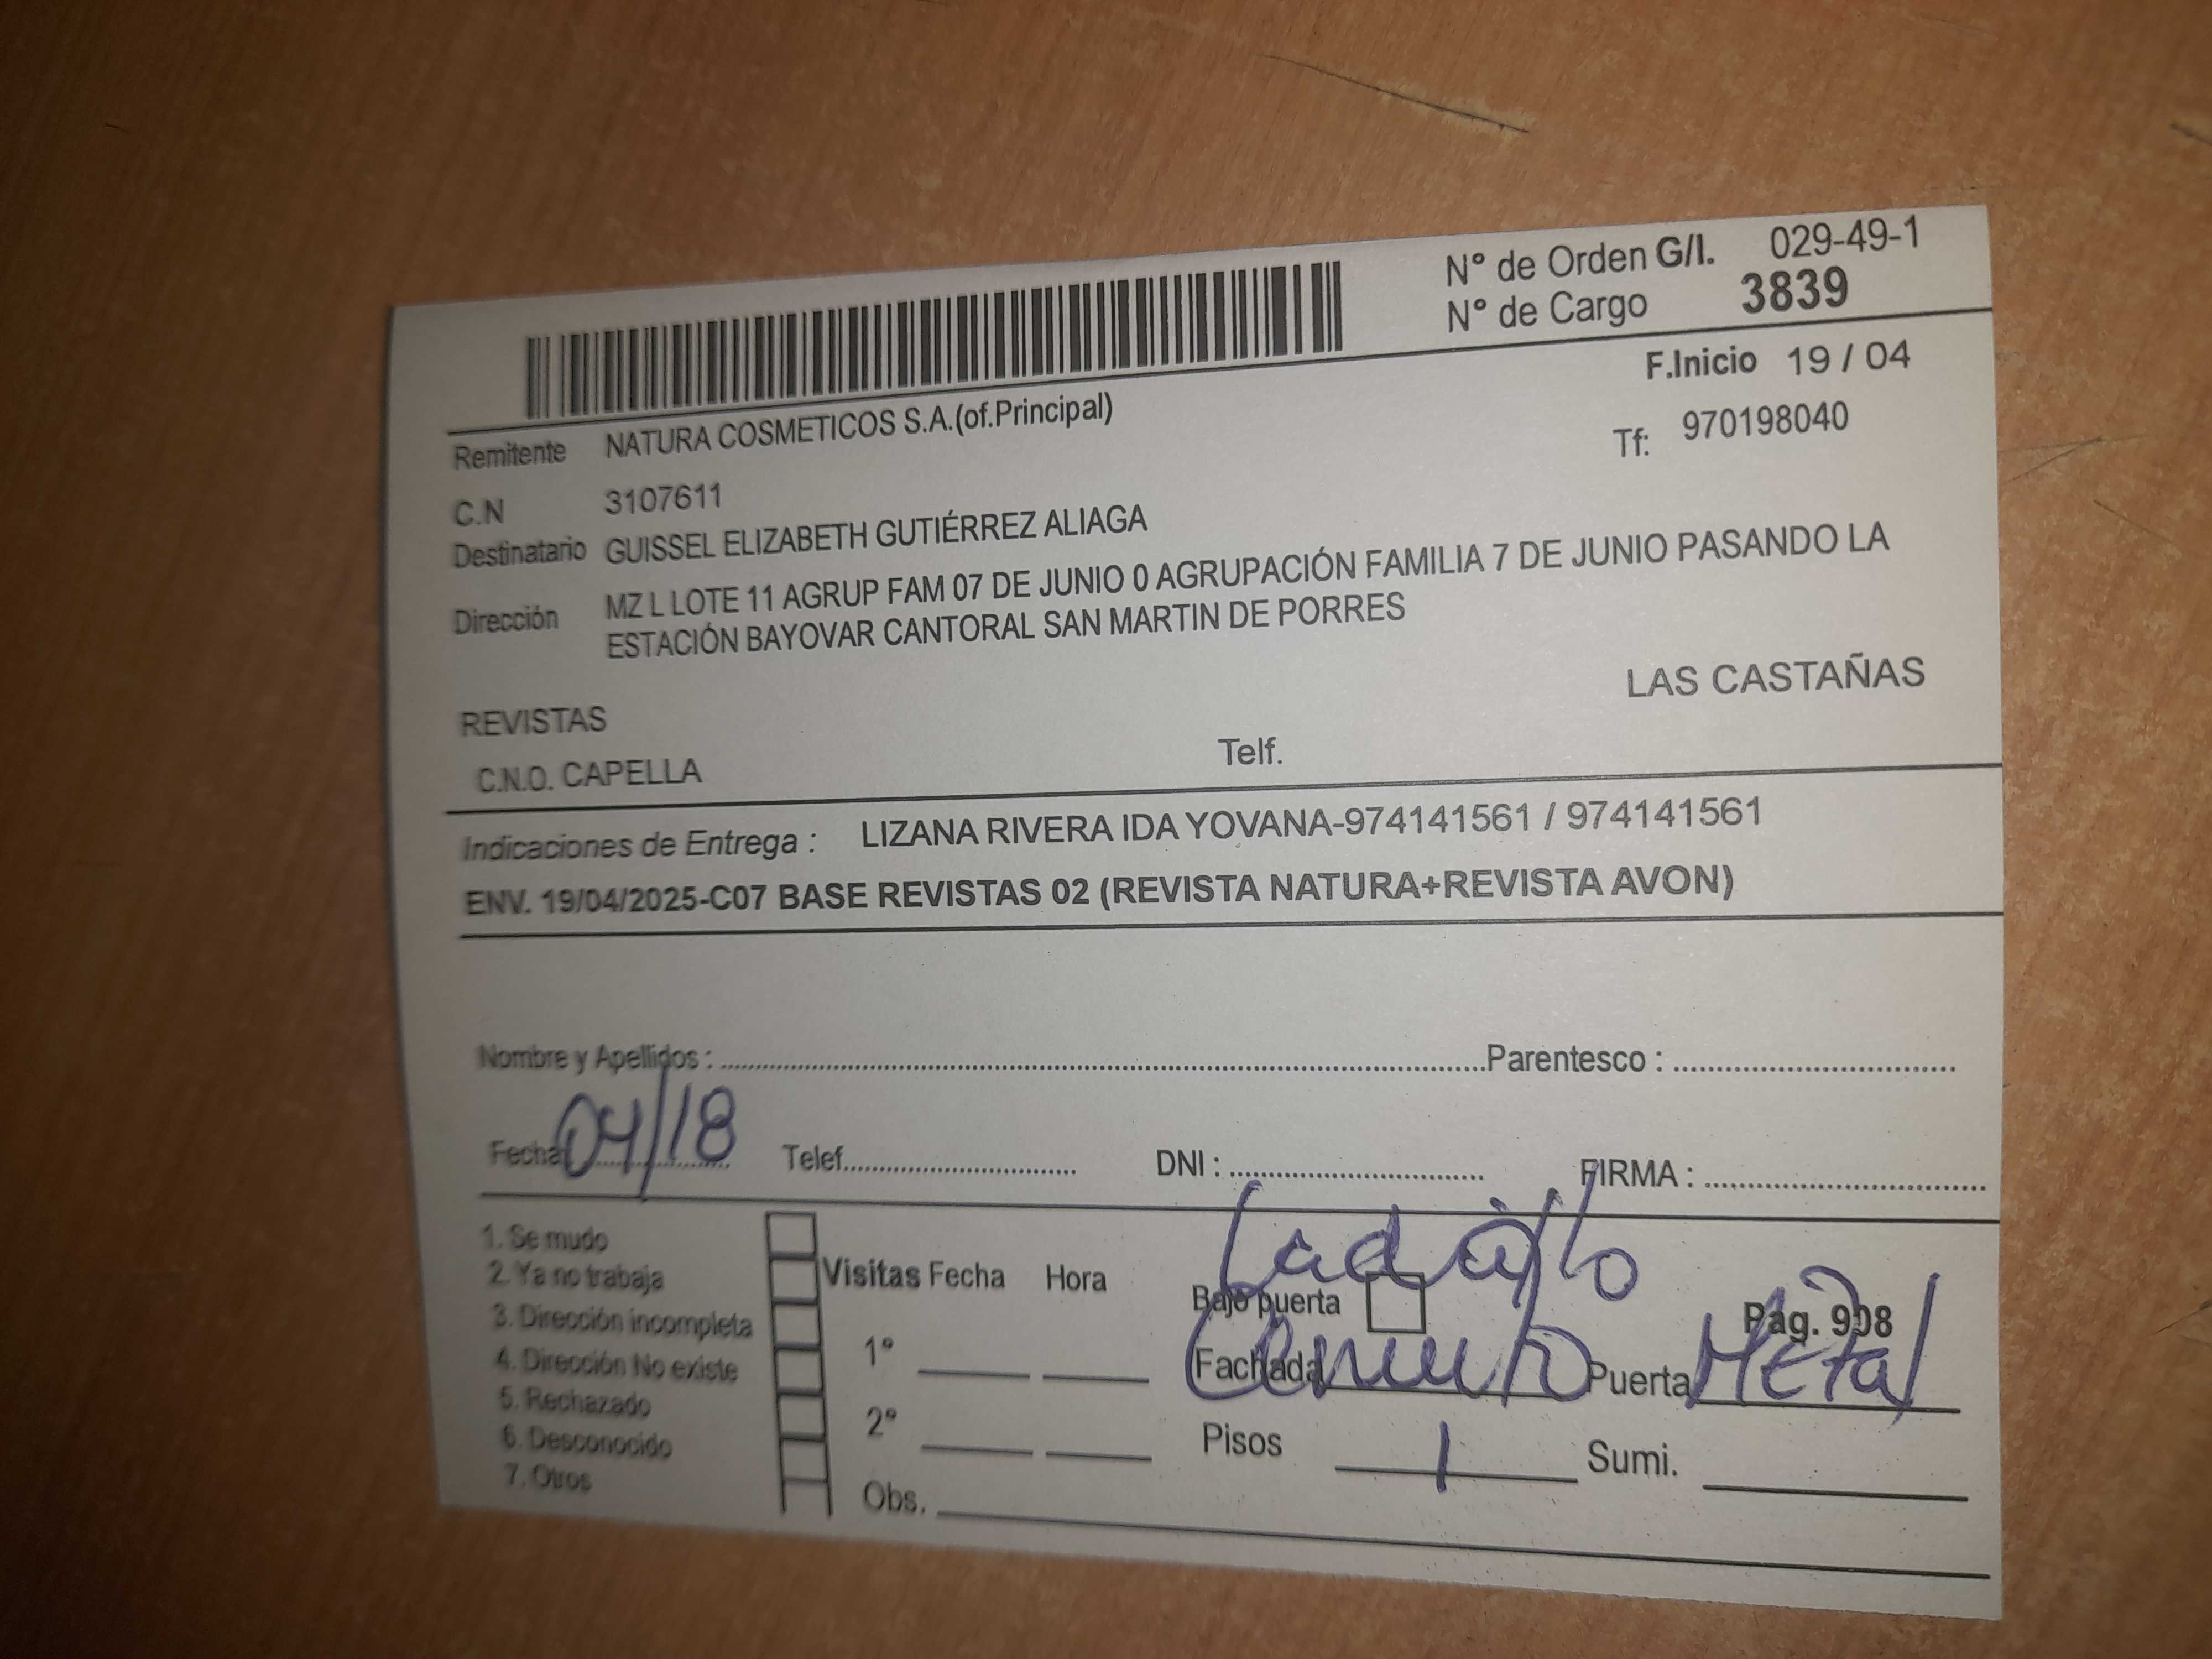 N° de Orden G/I. 029-49-1
N° de Cargo 3839
F.Inicio 19 / 04
Remitente NATURA COSMETICOS S.A.(of.Principal)
Tf: 970198040
C.N 3107611
Destinatario GUISSEL ELIZABETH GUTIÉRREZ ALIAGA
Dirección MZ L LOTE 11 AGRUP FAM 07 DE JUNIO 0 AGRUPACIÓN FAMILIA 7 DE JUNIO PASANDO LA
ESTACIÓN BAYOVAR CANTORAL SAN MARTIN DE PORRES
LAS CASTAÑAS
REVISTAS
C.N.O. CAPELLA Telf.
Indicaciones de Entrega : LIZANA RIVERA IDA YOVANA-974141561 / 974141561
ENV. 19/04/2025-C07 BASE REVISTAS 02 (REVISTA NATURA+REVISTA AVON)
Nombre y Apellidos : Parentesco :
Fecha 04/18 Telef. DNI : FIRMA :
1. Se mudo
2. Ya no trabaja
3. Dirección incompleta
4. Dirección No existe
5. Rechazado
6. Desconocido
7. Otros
Visitas Fecha Hora
1°
2°
Obs.
Ladrillo
Bajo puerta Pag. 908
Fachada Cemento Puerta Metal
Pisos 1 Sumi.